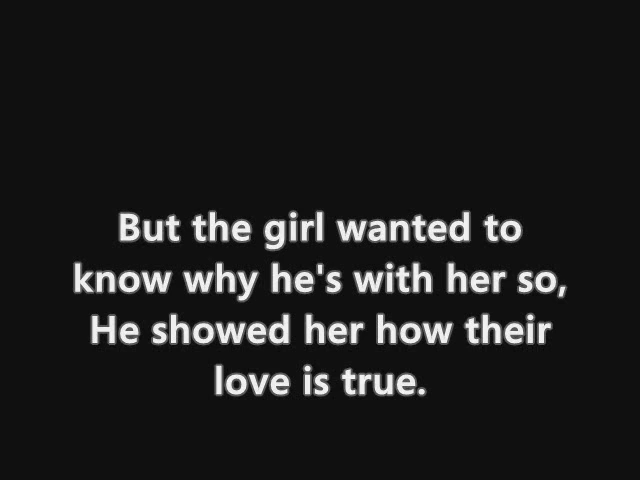 But the girl wanted to
know why he's with her so,
He showed her how their
love is true.